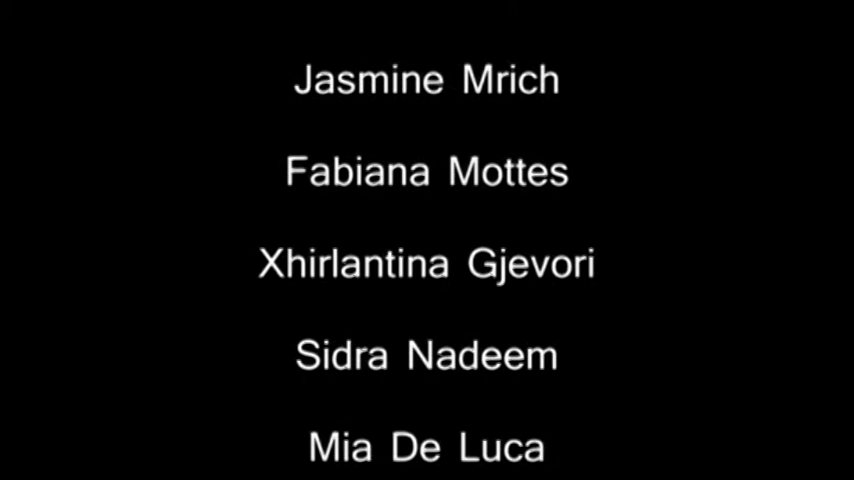 Jasmine Mrich
Fabiana Mottes
Xhirlantina Gjevori
Sidra Nadeem
Mia De Luca